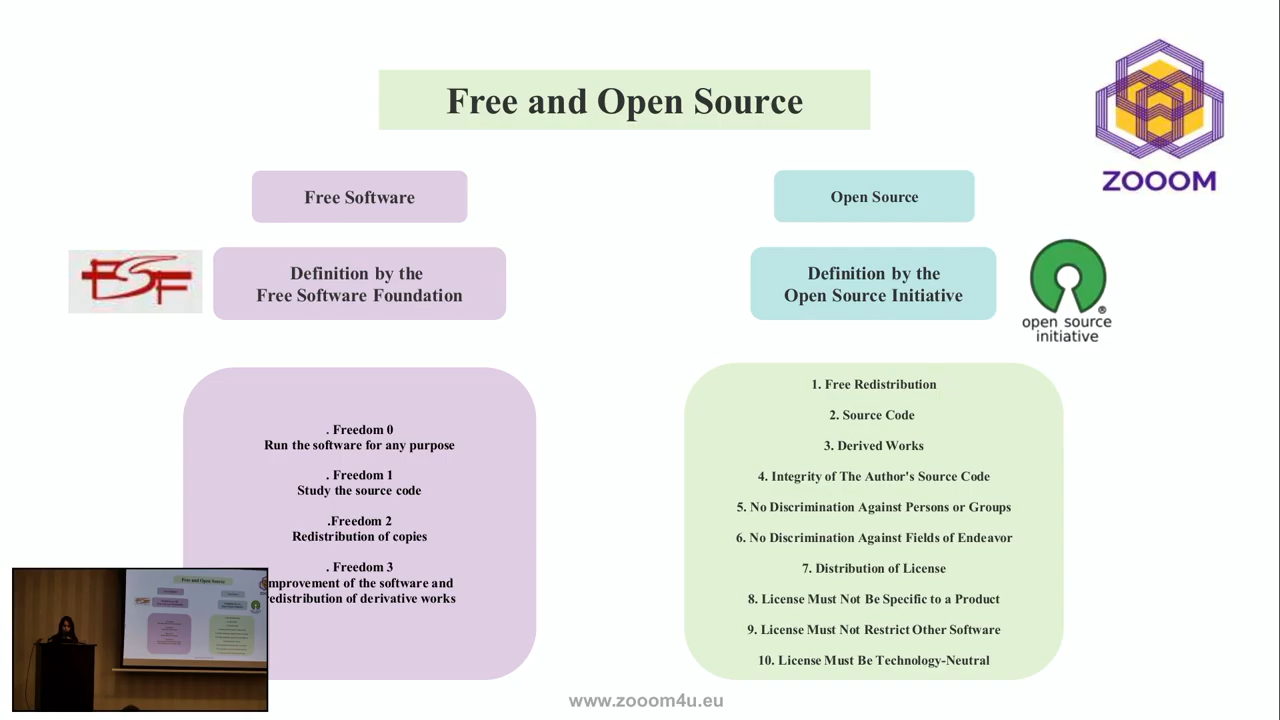 Free and Open Source
ZOOOM
Free Software
Open Source
FSF
Definition by the
Free Software Foundation
Definition by the
Open Source Initiative
open source
initiative®
. Freedom 0
Run the software for any purpose
. Freedom 1
Study the source code
.Freedom 2
Redistribution of copies
. Freedom 3
mprovement of the software and
edistribution of derivative works
1. Free Redistribution
2. Source Code
3. Derived Works
4. Integrity of The Author's Source Code
5. No Discrimination Against Persons or Groups
6. No Discrimination Against Fields of Endeavor
7. Distribution of License
8. License Must Not Be Specific to a Product
9. License Must Not Restrict Other Software
10. License Must Be Technology-Neutral
Free and Open Source
www.zooom4u.eu